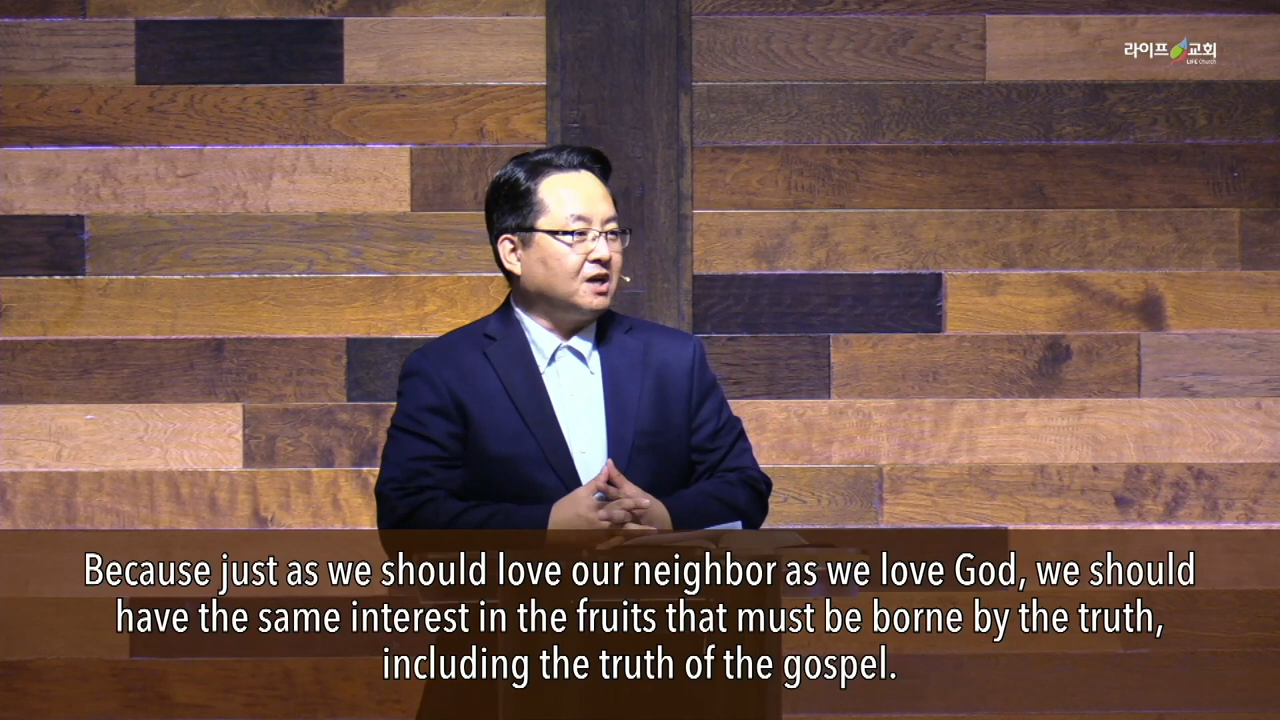 라이프교회
LIFE Church
Because just as we should love our neighbor as we love God, we should
have the same interest in the fruits that must be borne by the truth,
including the truth of the gospel.